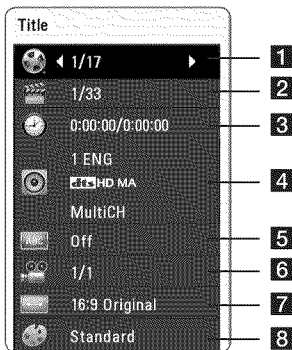 Title
1/17 1
1/33 2
0:00:00/0:00:00 3
1 ENG
dts HD MA 4
MultiCH
ABC Off 5
1/1 6
16:9 Original 7
Standard 8